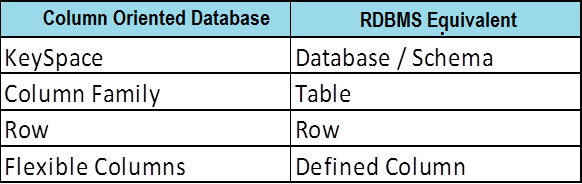 Column Oriented Database RDBMS Equivalent
KeySpace Database / Schema
Column Family Table
Row Row
Flexible Columns Defined Column